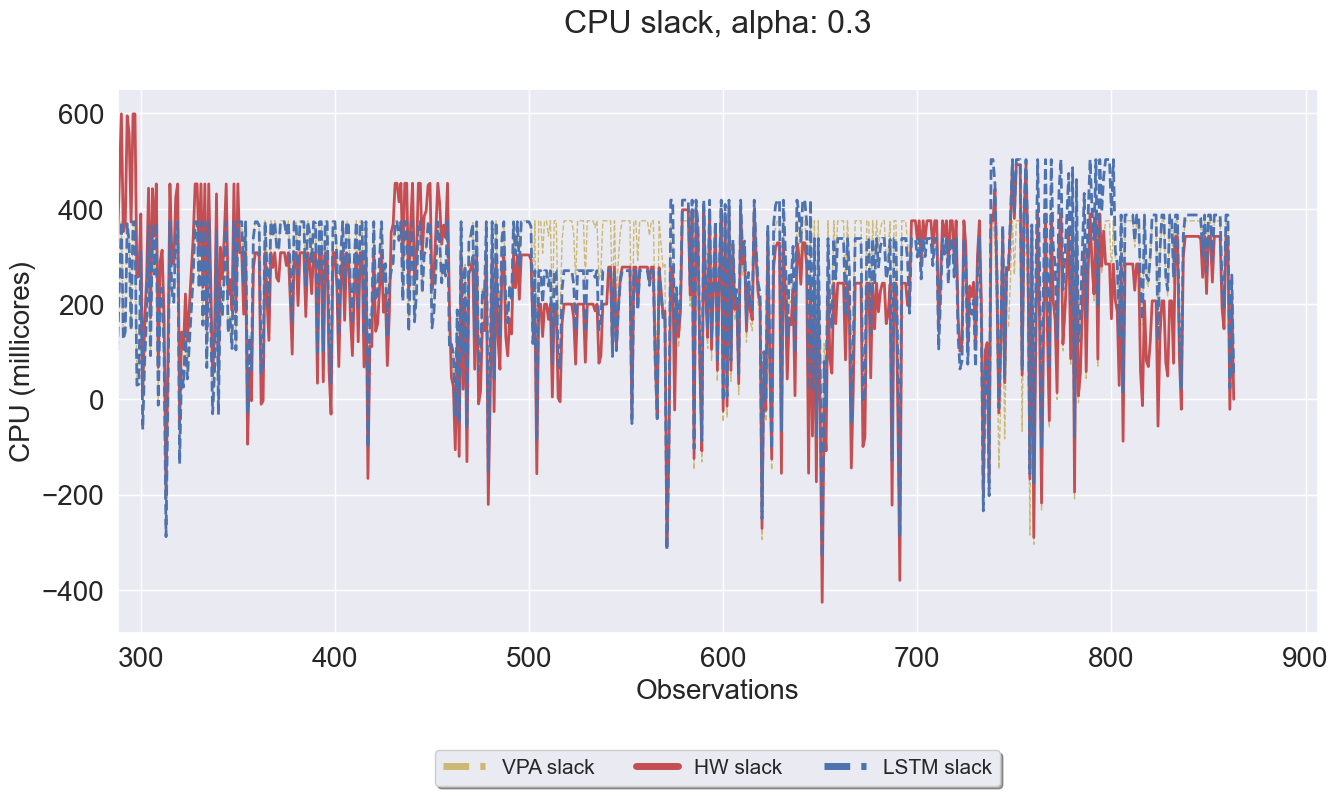 CPU slack, alpha: 0.3
600
400
200
0
−200
−400
CPU (millicores)
300 400 500 600 700 800 900
Observations
VPA slack HW slack LSTM slack